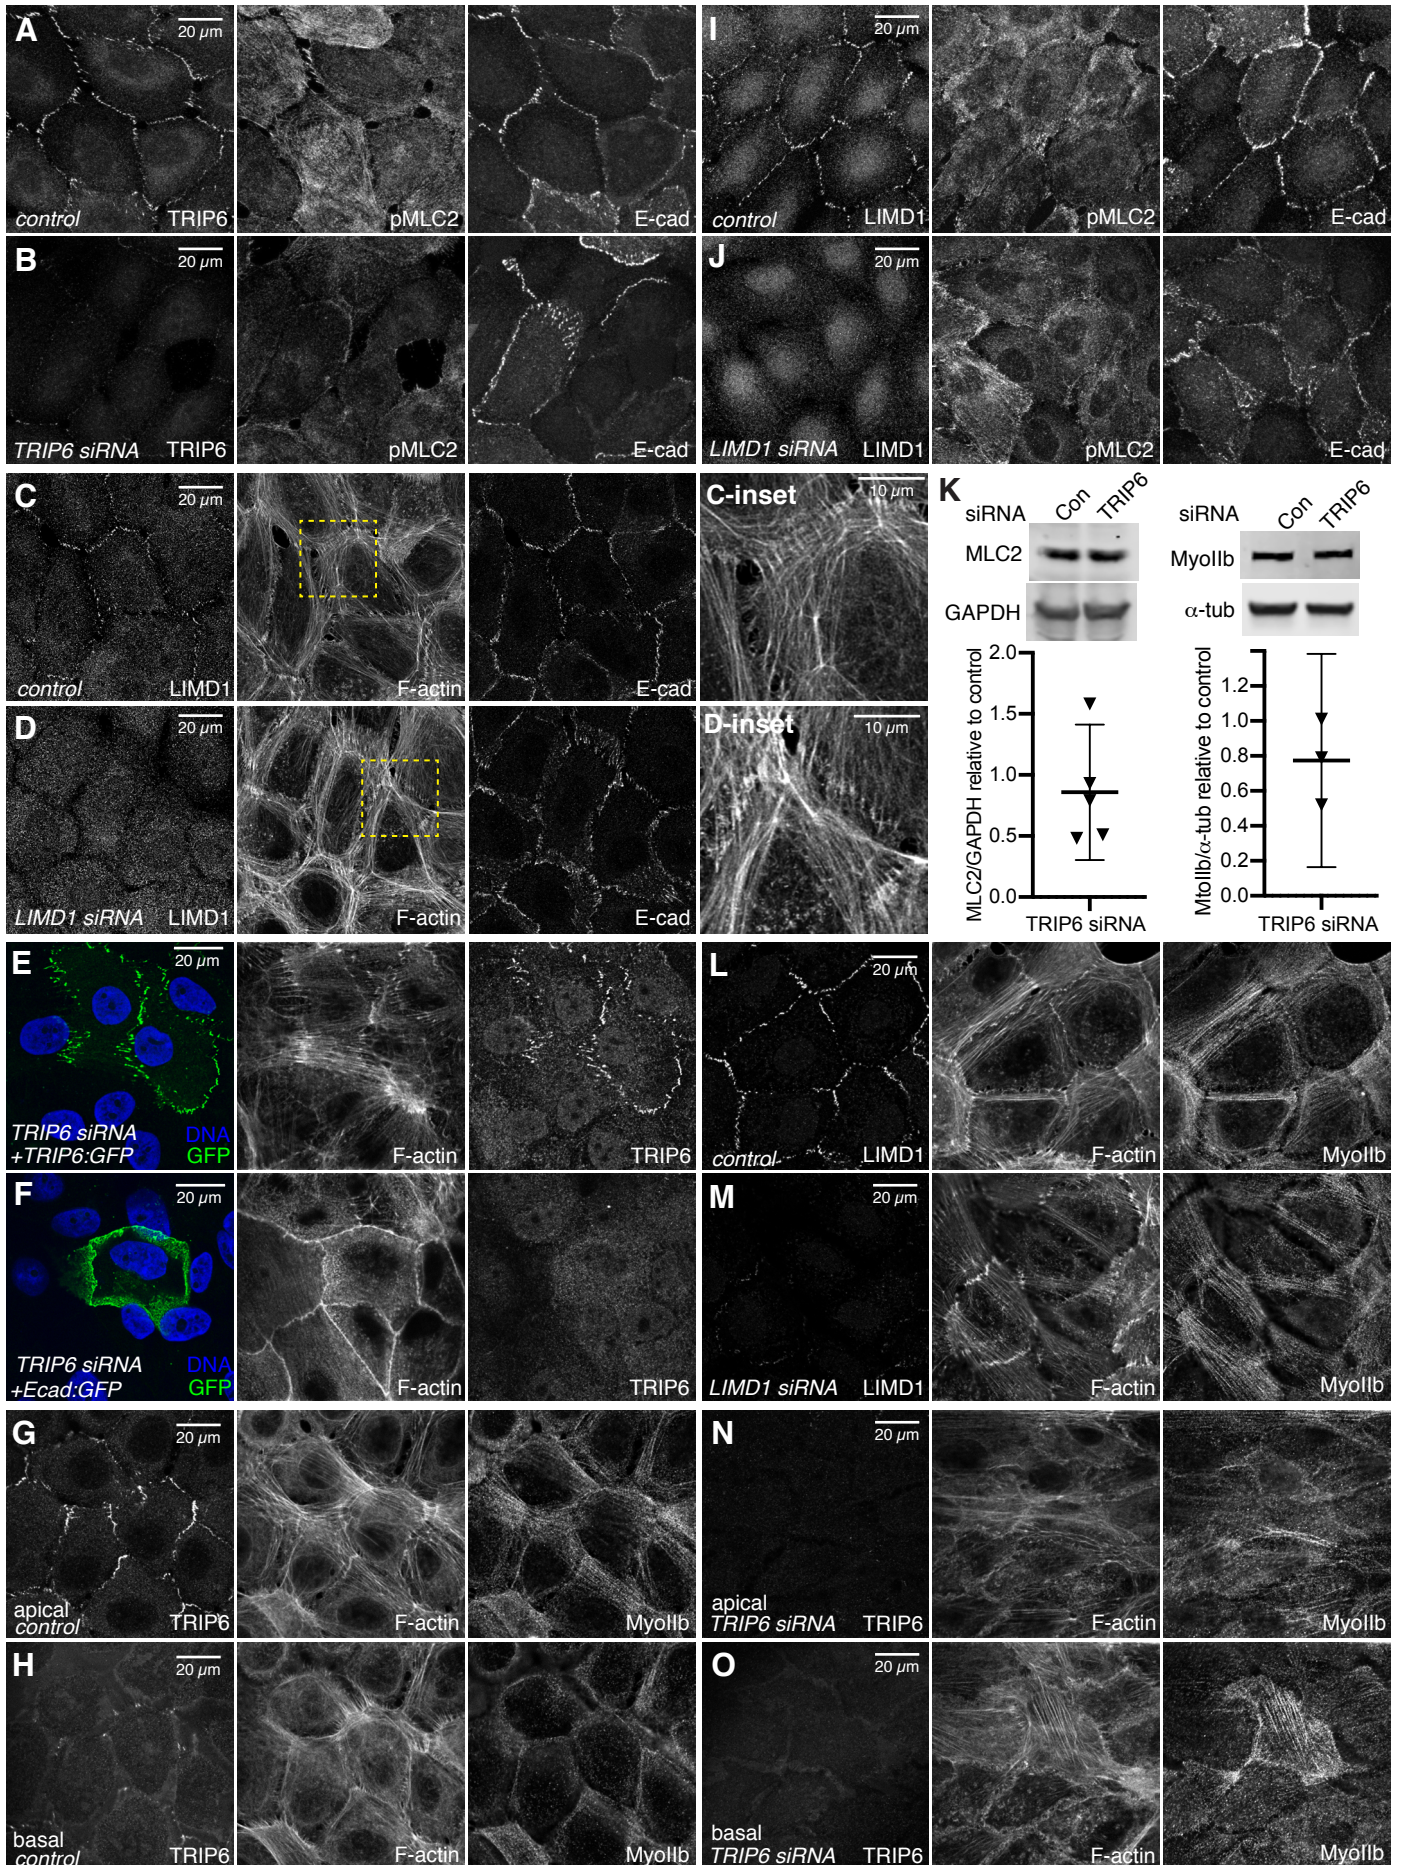 A
20 µm
control
TRIP6
pMLC2
E-cad
I
20 µm
control
LIMD1
pMLC2
E-cad
B
20 µm
TRIP6 siRNA
TRIP6
pMLC2
E-cad
J
20 µm
LIMD1 siRNA
LIMD1
pMLC2
E-cad
C
20 µm
control
LIMD1
F-actin
E-cad
C-inset
10 µm
D
20 µm
LIMD1 siRNA
LIMD1
F-actin
E-cad
D-inset
10 µm
K
siRNA
Con
TRIP6
MLC2
GAPDH
MLC2/GAPDH relative to control
2.0
1.5
1.0
0.5
0.0
TRIP6 siRNA
siRNA
Con
TRIP6
MyoIIb
α-tub
MtoIIb/α-tub relative to control
1.2
1.0
0.8
0.6
0.4
0.2
0.0
TRIP6 siRNA
E
20 µm
TRIP6 siRNA
+TRIP6:GFP
DNA
GFP
F-actin
TRIP6
L
20 µm
control
LIMD1
F-actin
MyoIIb
F
20 µm
TRIP6 siRNA
+Ecad:GFP
DNA
GFP
F-actin
TRIP6
M
20 µm
LIMD1 siRNA
LIMD1
F-actin
MyoIIb
G
20 µm
apical
control
TRIP6
F-actin
MyoIIb
N
20 µm
apical
TRIP6 siRNA
TRIP6
F-actin
MyoIIb
H
20 µm
basal
control
TRIP6
F-actin
MyoIIb
O
20 µm
basal
TRIP6 siRNA
TRIP6
F-actin
MyoIIb